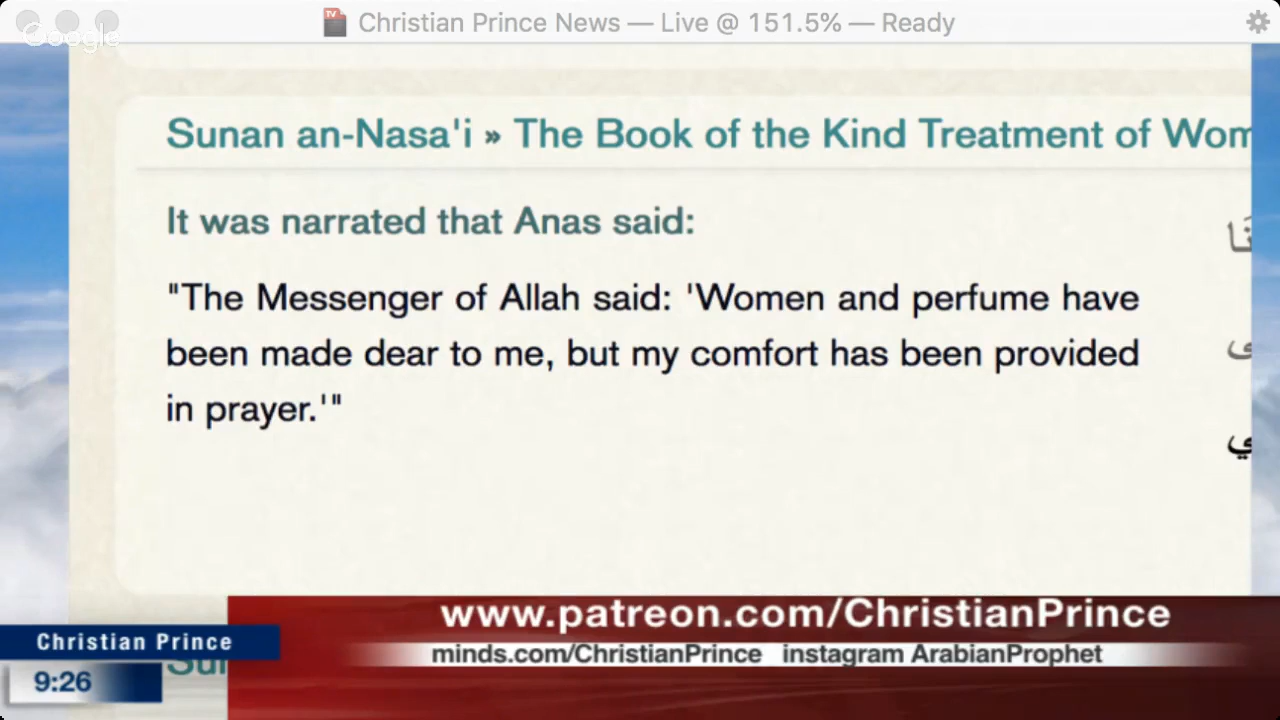 Christian Prince News — Live @ 151.5% — Ready
Google
Sunan an-Nasa'i » The Book of the Kind Treatment of Wom
It was narrated that Anas said:
"The Messenger of Allah said: 'Women and perfume have
been made dear to me, but my comfort has been provided
in prayer.'"
www.patreon.com/ChristianPrince
Christian Prince
minds.com/ChristianPrince instagram ArabianProphet
9:26